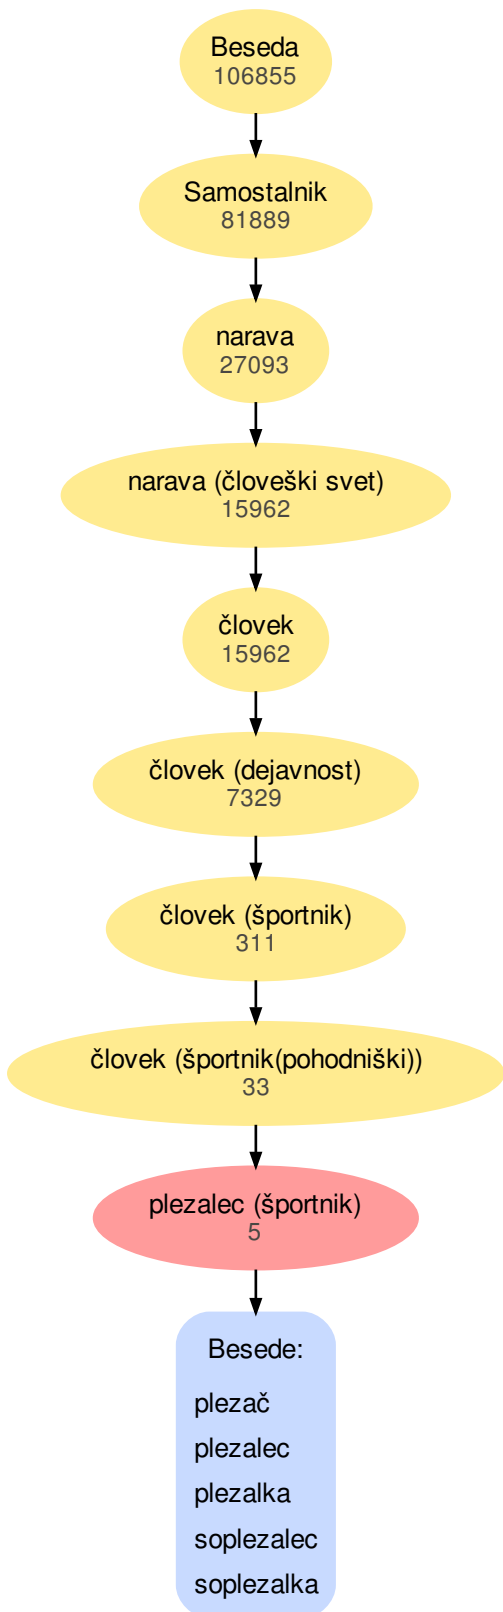 Beseda
106855
Samostalnik
81889
narava
27093
narava (človeški svet)
15962
človek
15962
človek (dejavnost)
7329
človek (športnik)
311
človek (športnik(pohodniški))
33
plezalec (športnik)
5
Besede:
plezač
plezalec
plezalka
soplezalec
soplezalka